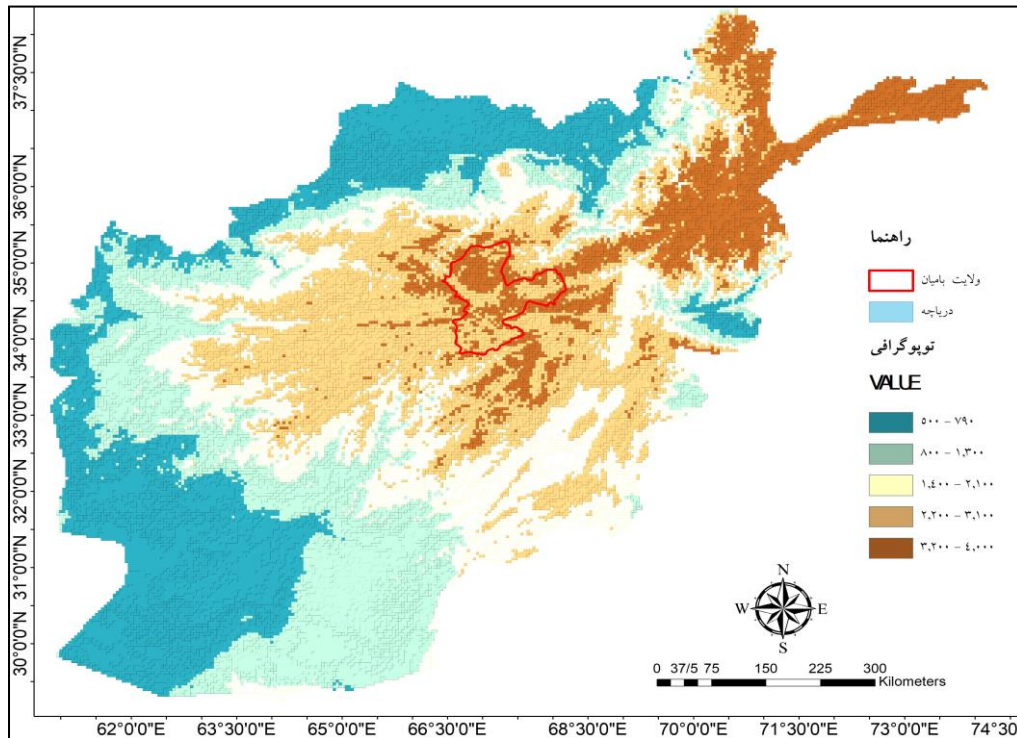 37°30'0"N
36°0'0"N
35°0'0"N
34°0'0"N
33°0'0"N
32°0'0"N
31°0'0"N
30°0'0"N
راهنما
ولایت بامیان
دریاچه
توپوگرافی
VALUE
۵۰۰ - ۷۹۰
۸۰۰ - ۱,۳۰۰
۱,۴۰۰ - ۲,۱۰۰
۲,۲۰۰ - ۳,۱۰۰
۳,۲۰۰ - ۴,۰۰۰
N
W E
S
0 37/5 75 150 225 300
Kilometers
62°0'0"E 63°30'0"E 65°0'0"E 66°30'0"E 68°30'0"E 70°0'0"E 71°30'0"E 73°0'0"E 74°30